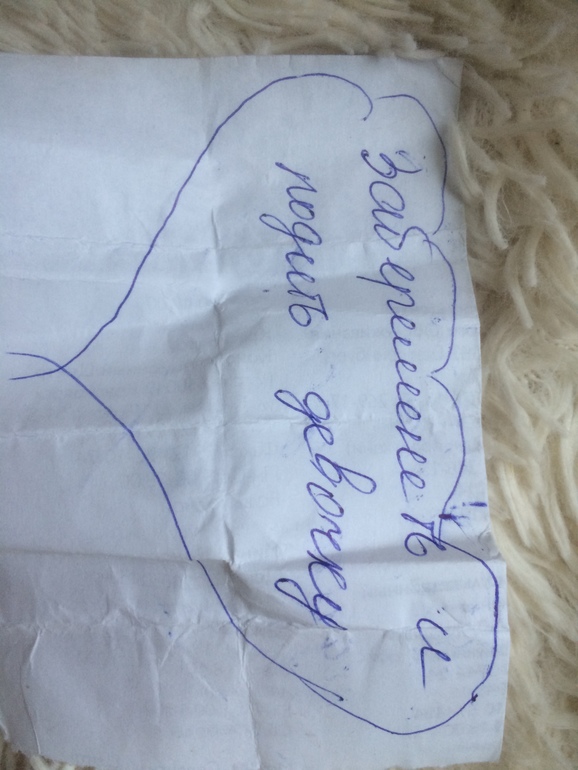 Забеременеть и
родить девочку